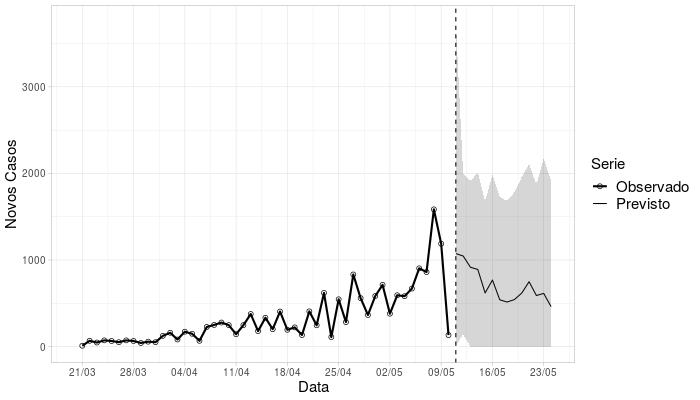 Novos Casos
3000
2000
1000
0
21/03 28/03 04/04 11/04 18/04 25/04 02/05 09/05 16/05 23/05
Data
Serie
Observado
Previsto